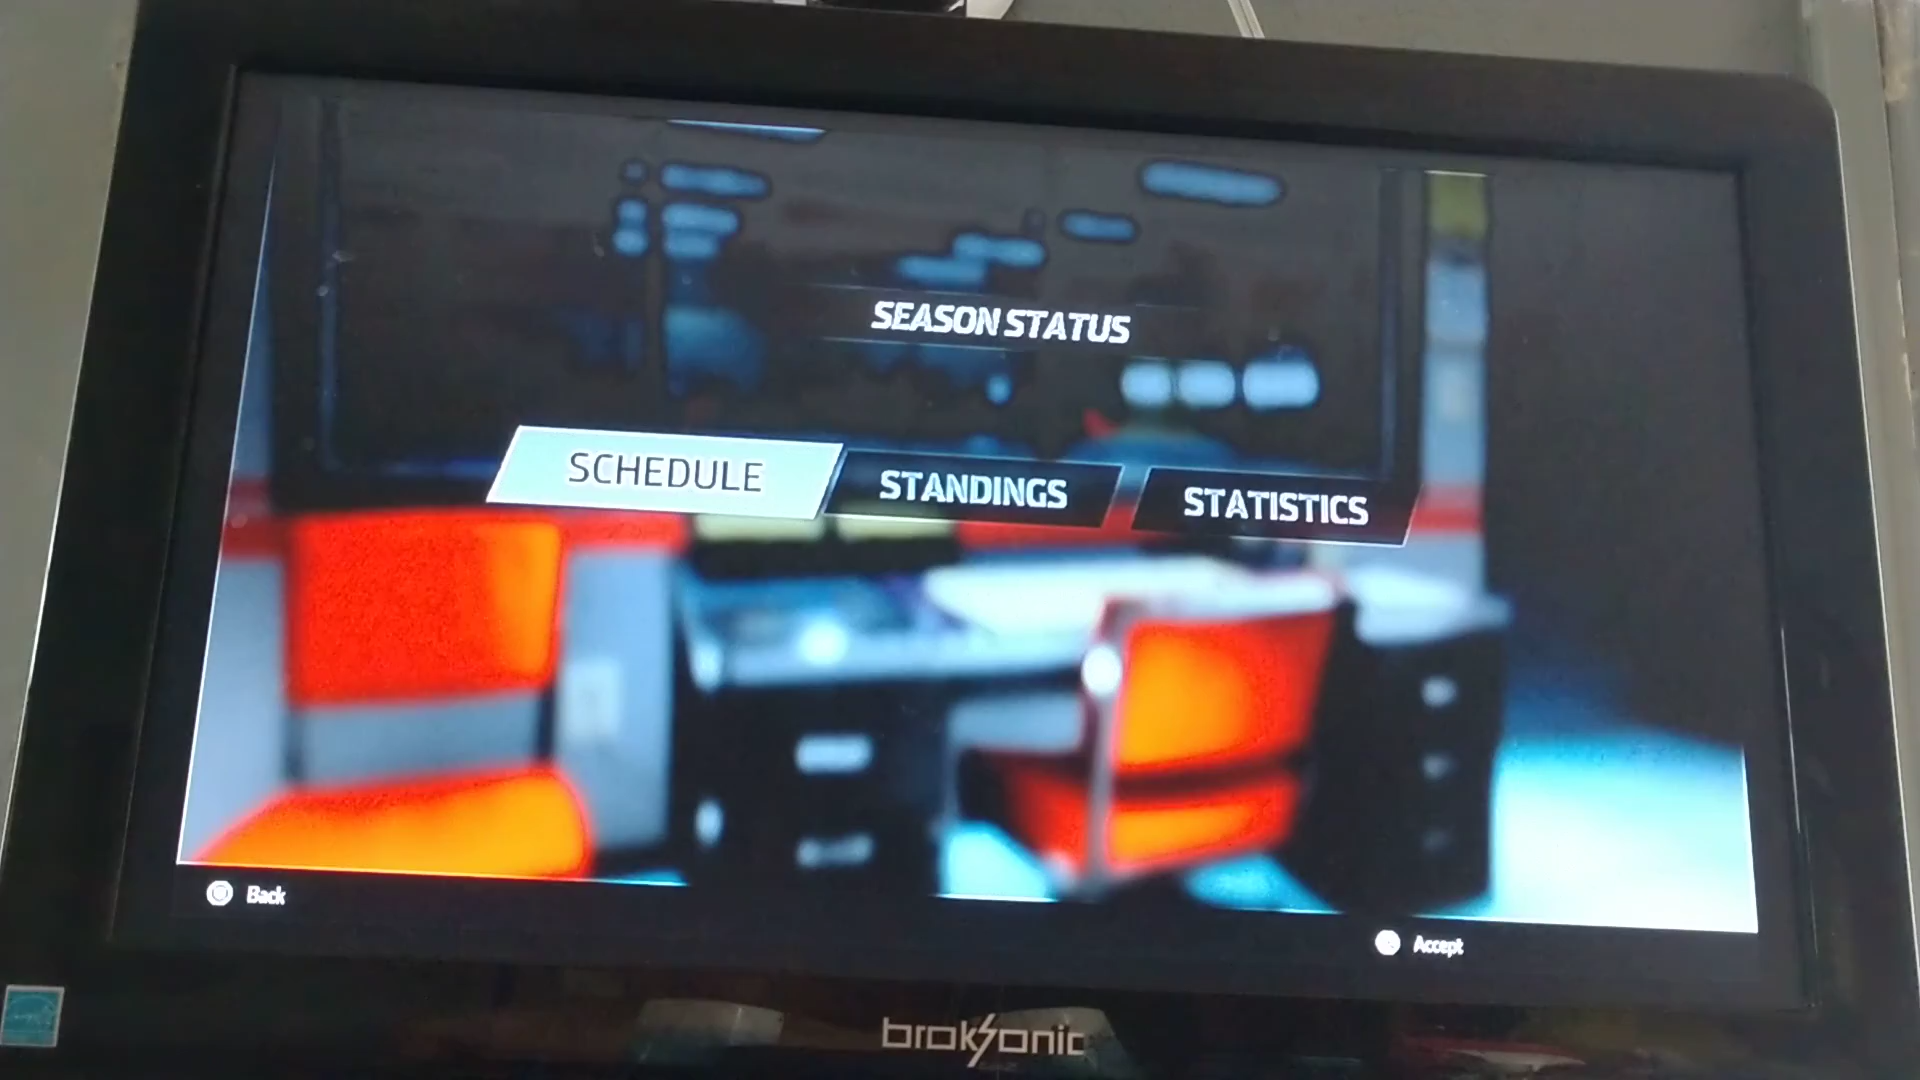 SEASON STATUS
SCHEDULE
STANDINGS
STATISTICS
Back
Accept
broksonic